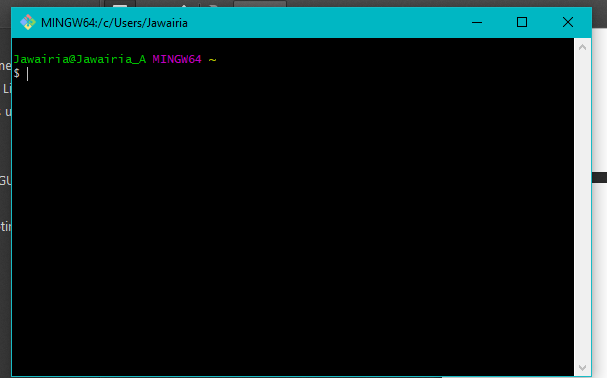 MINGW64:/c/Users/Jawairia
Jawairia@Jawairia_A MINGW64 ~
$